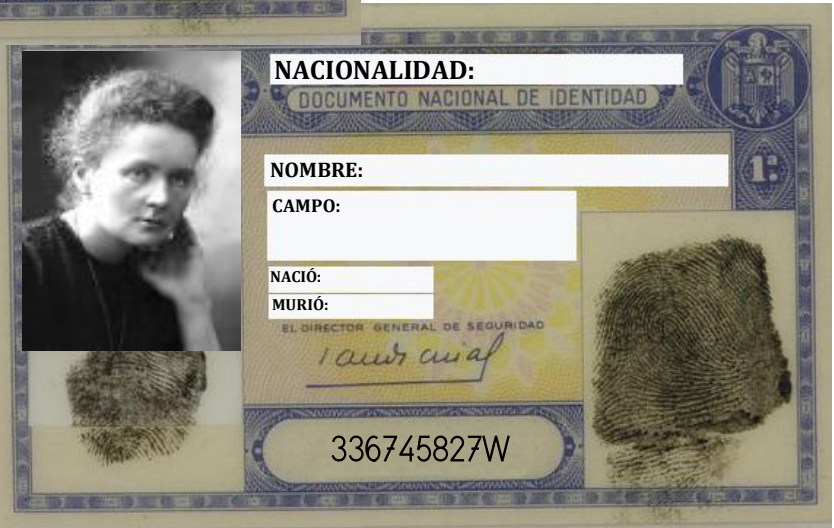 NACIONALIDAD:
DOCUMENTO NACIONAL DE IDENTIDAD
1ª
NOMBRE:
CAMPO:
NACIÓ:
MURIÓ:
EL DIRECTOR GENERAL DE SEGURIDAD
336745827W